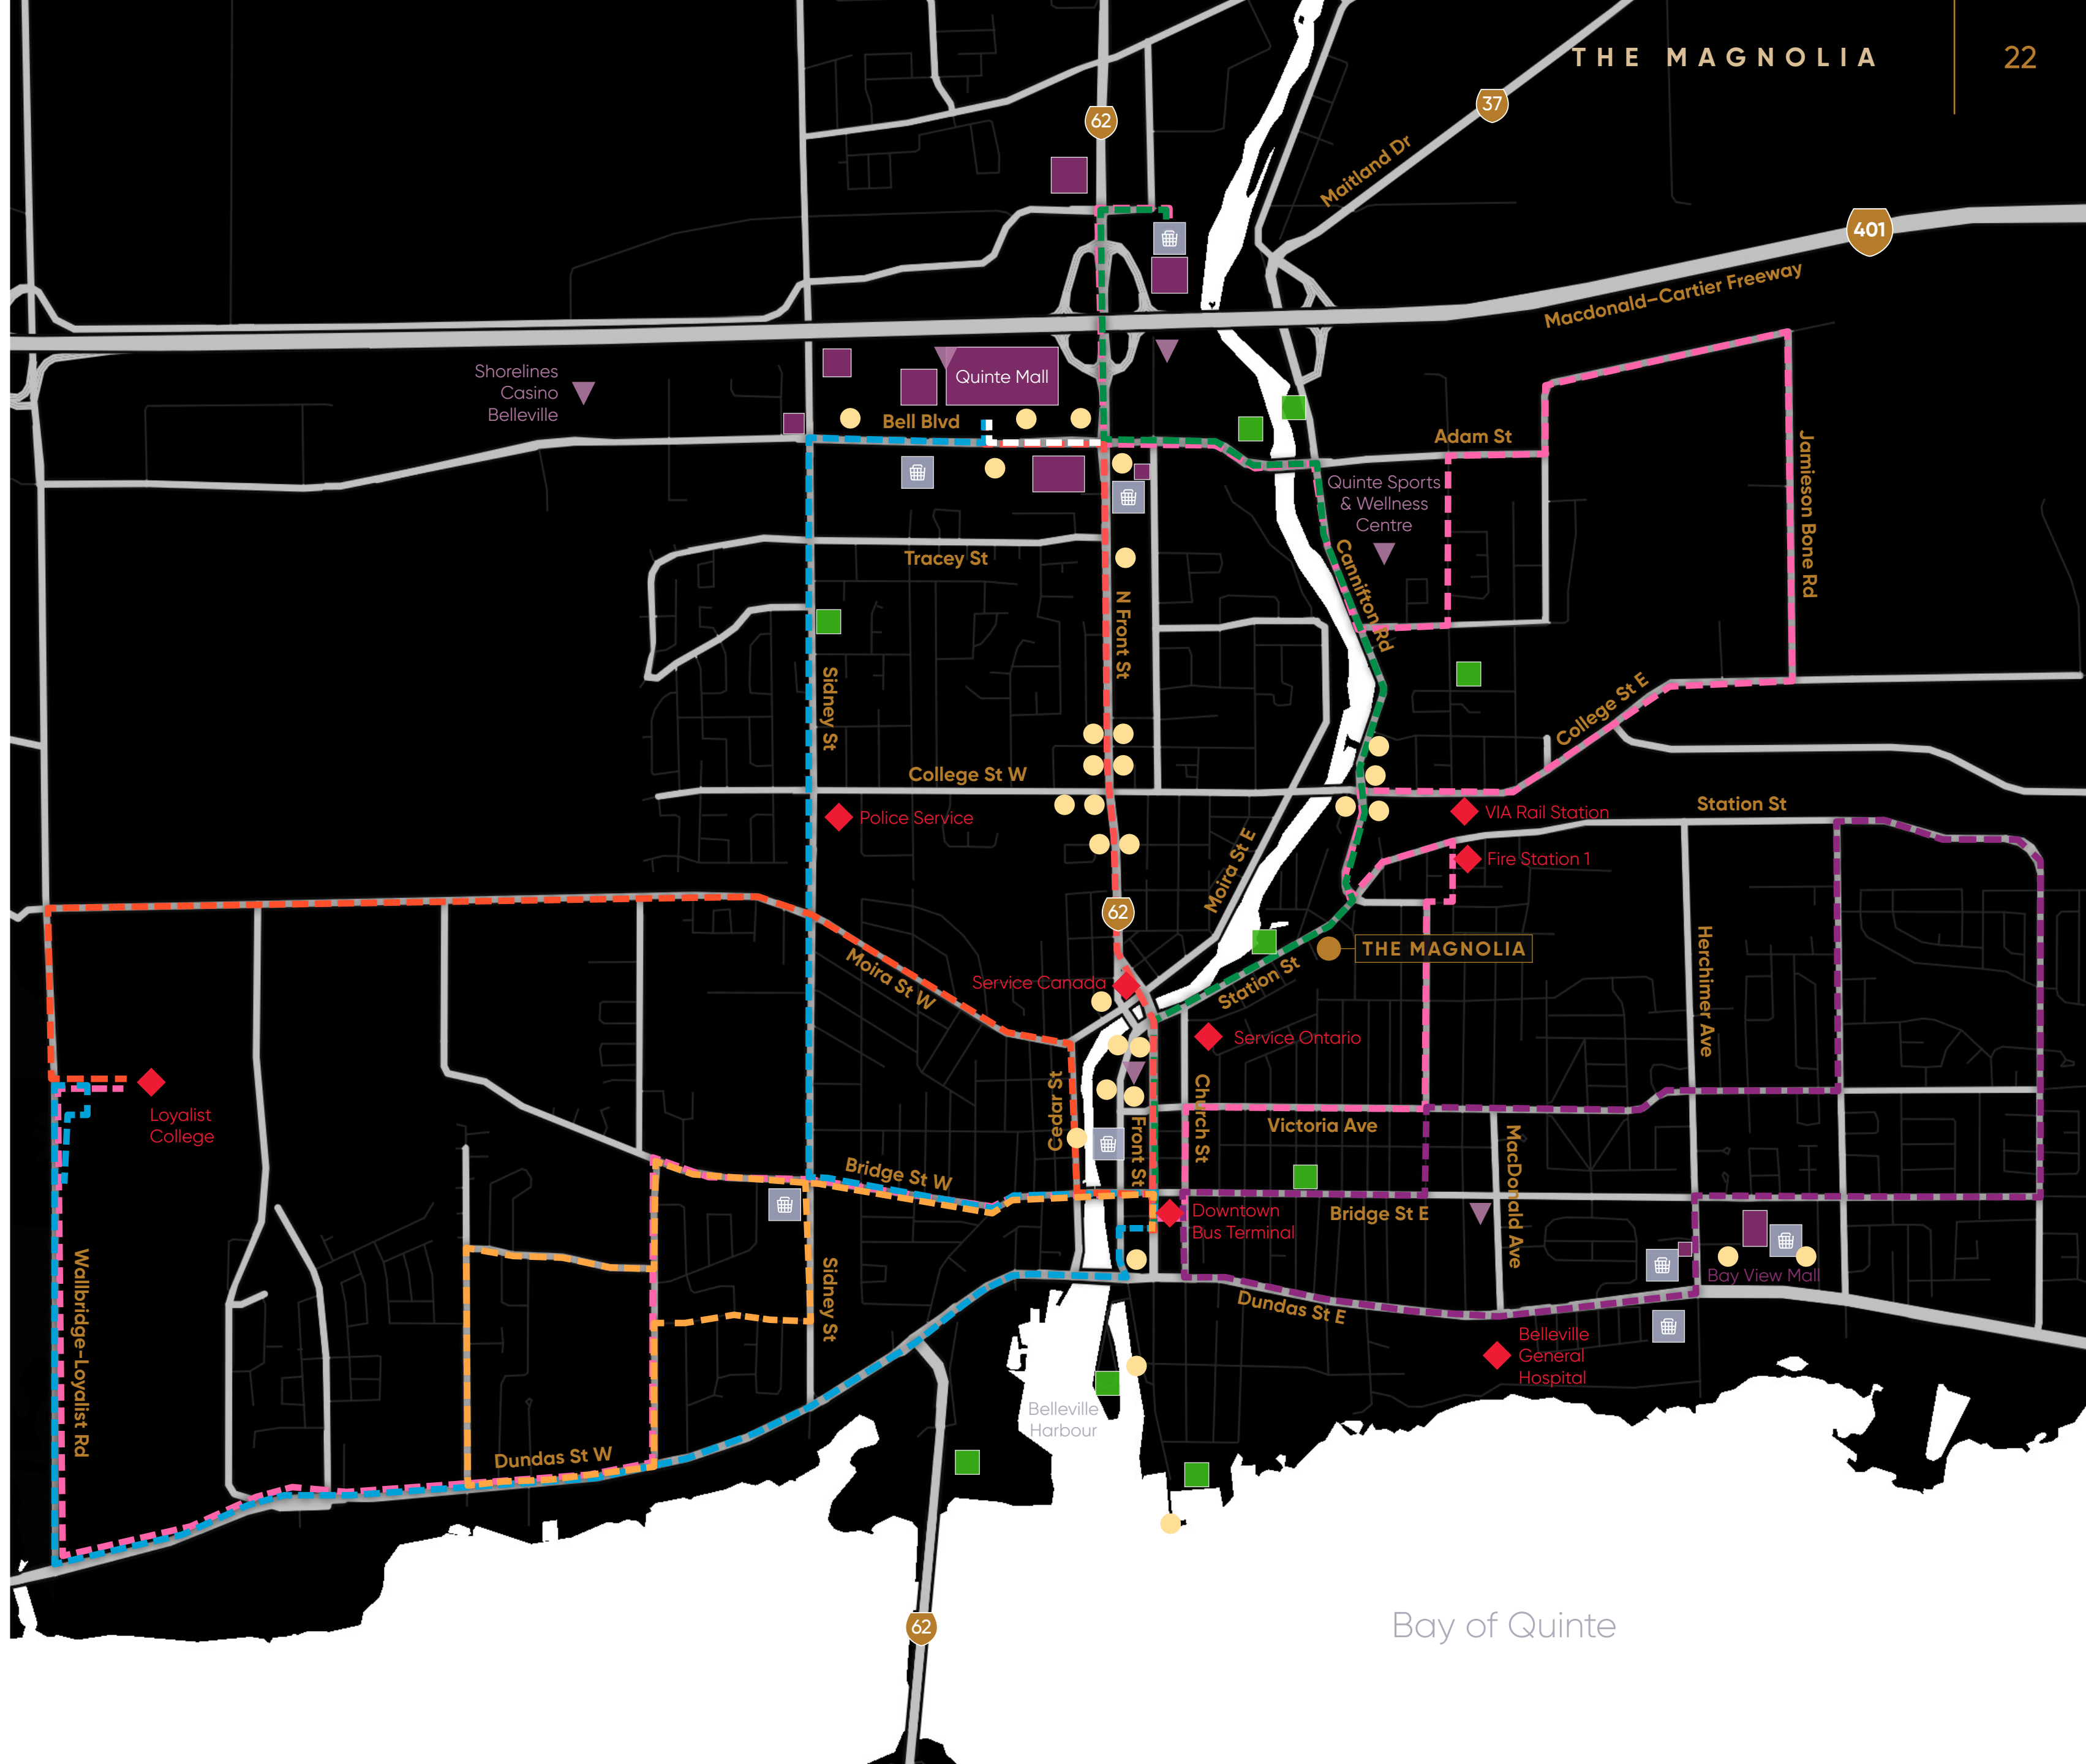 THE MAGNOLIA
22
37
62
Maitland Dr
401
Macdonald–Cartier Freeway
Shorelines
Casino
Belleville
Quinte Mall
Bell Blvd
Adam St
Quinte Sports
& Wellness
Centre
Jamieson Bone Rd
Tracey St
Cannifton Rd
N Front St
Sidney St
College St E
College St W
Police Service
VIA Rail Station
Station St
Moira St E
Fire Station 1
62
THE MAGNOLIA
Moira St W
Service Canada
Station St
Herchimer Ave
Service Ontario
Loyalist
College
Cedar St
Church St
Front St
Victoria Ave
MacDonald Ave
Bridge St W
Downtown
Bus Terminal
Bridge St E
Wallbridge-Loyalist Rd
Sidney St
Bay View Mall
Dundas St E
Belleville
General
Hospital
Belleville
Harbour
Dundas St W
62
Bay of Quinte